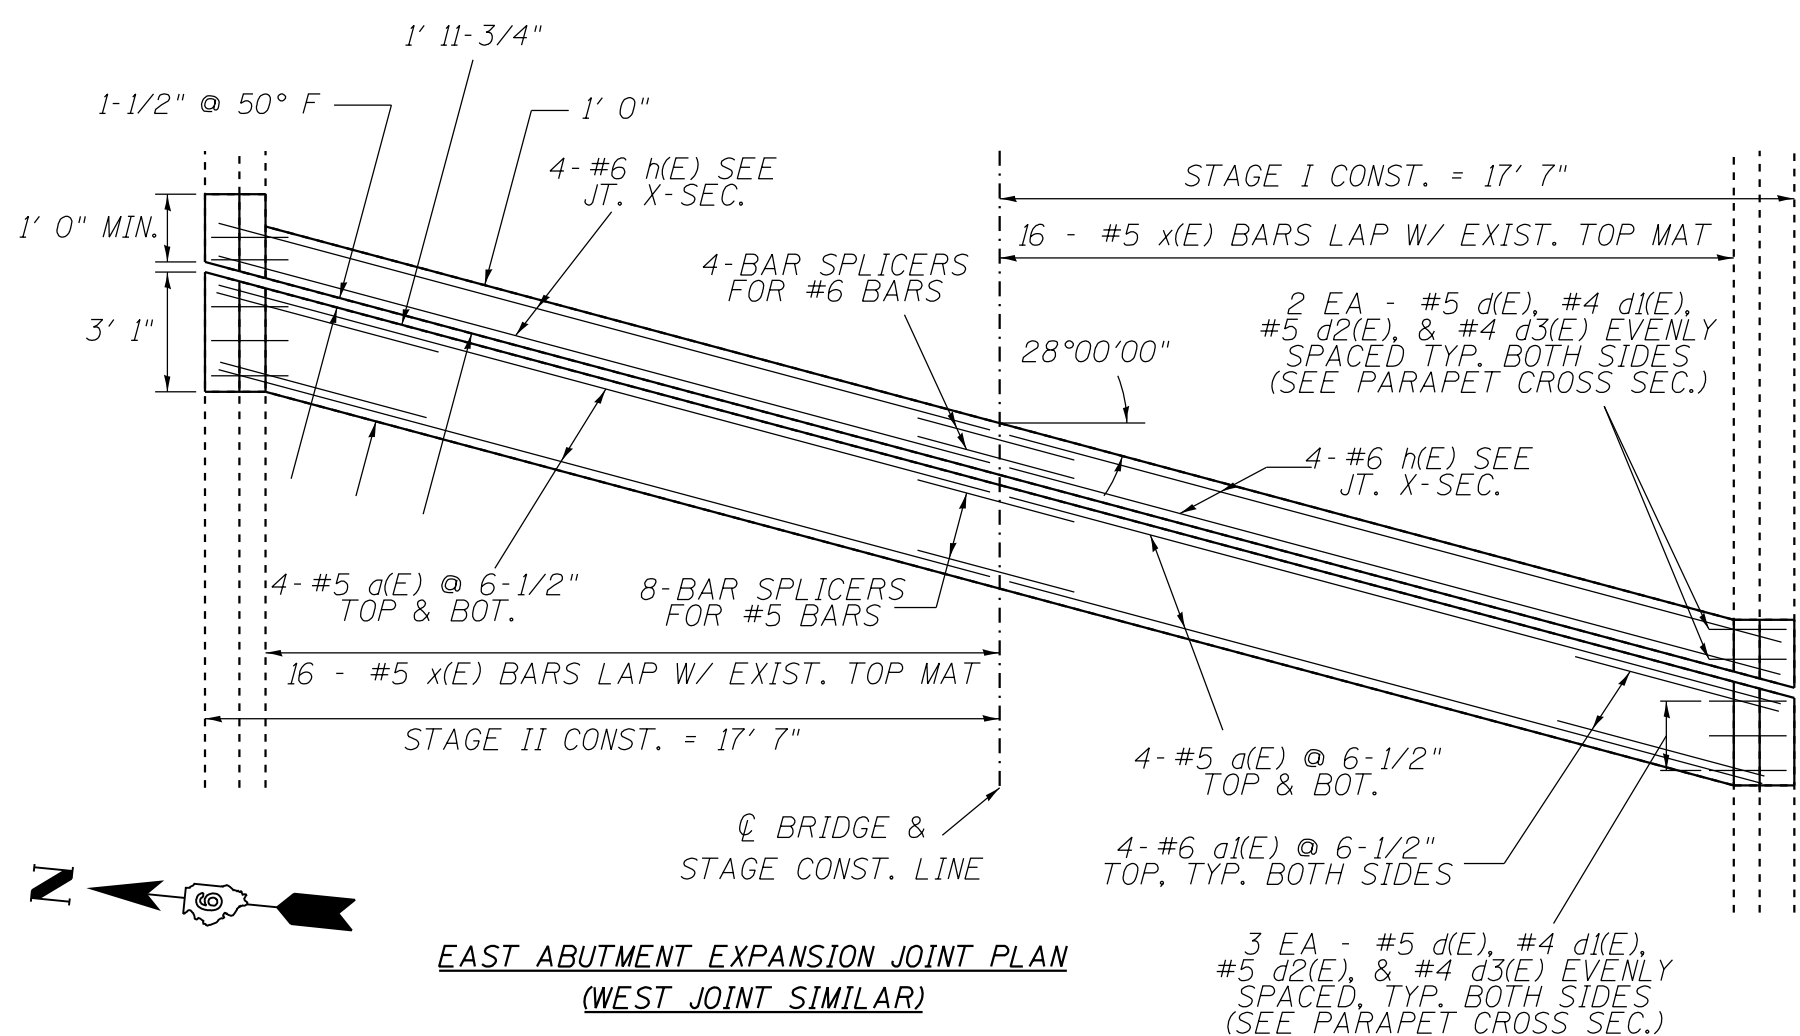 1' 11-3/4"
1-1/2" @ 50° F
1' 0"
4-#6 h(E) SEE
JT. X-SEC.
STAGE I CONST. = 17' 7"
1' 0" MIN.
16 - #5 x(E) BARS LAP W/ EXIST. TOP MAT
4-BAR SPLICERS
FOR #6 BARS
2 EA - #5 d(E), #4 d1(E),
#5 d2(E), & #4 d3(E) EVENLY
SPACED TYP. BOTH SIDES
(SEE PARAPET CROSS SEC.)
3' 1"
28°00'00"
4-#6 h(E) SEE
JT. X-SEC.
4-#5 a(E) @ 6-1/2"
TOP & BOT.
8-BAR SPLICERS
FOR #5 BARS
16 - #5 x(E) BARS LAP W/ EXIST. TOP MAT
STAGE II CONST. = 17' 7"
4-#5 a(E) @ 6-1/2"
TOP & BOT.
℄ BRIDGE &
STAGE CONST. LINE
4-#6 a1(E) @ 6-1/2"
TOP, TYP. BOTH SIDES
N
6
3 EA - #5 d(E), #4 d1(E),
#5 d2(E), & #4 d3(E) EVENLY
SPACED, TYP. BOTH SIDES
(SEE PARAPET CROSS SEC.)
EAST ABUTMENT EXPANSION JOINT PLAN
(WEST JOINT SIMILAR)